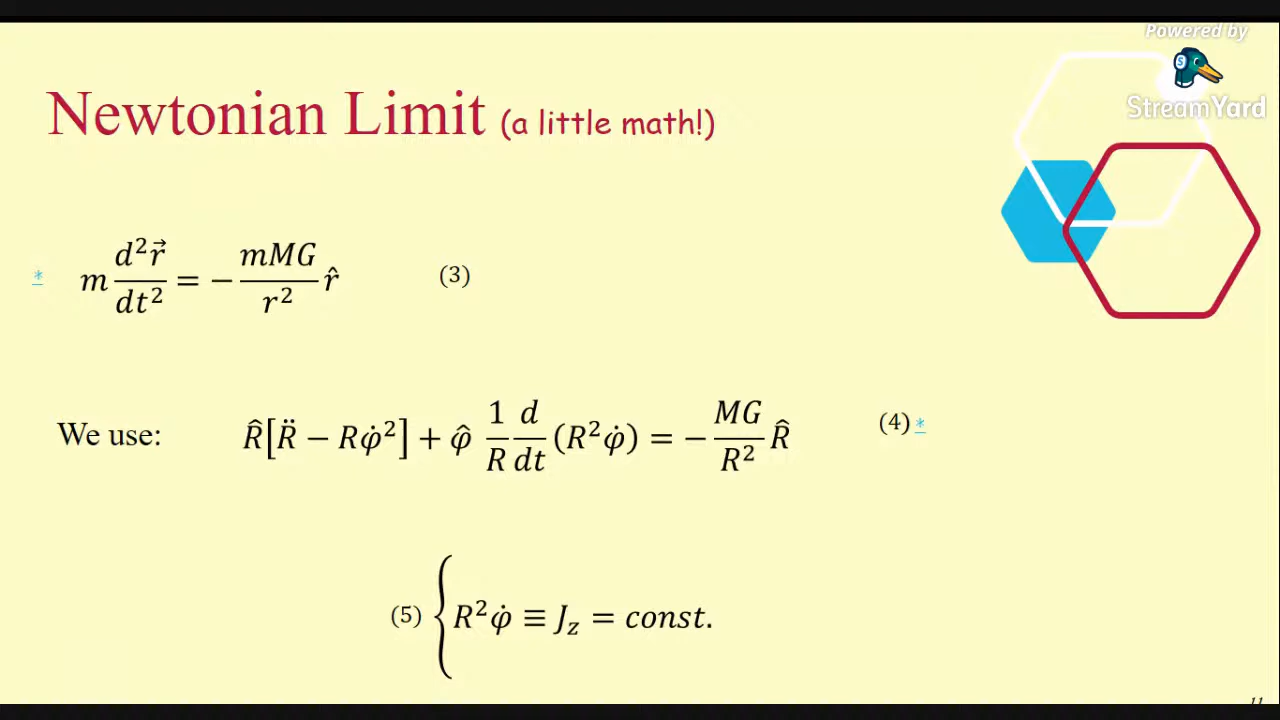 Powered by
StreamYard
Newtonian Limit (a little math!)
* m d²r⃗/dt² = − mMG/r² r̂ (3)
We use: R̂[R̈ − Rφ̇²] + φ̂ 1/R d/dt (R²φ̇) = − MG/R² R̂ (4) *
(5) { R²φ̇ ≡ J_z = const.